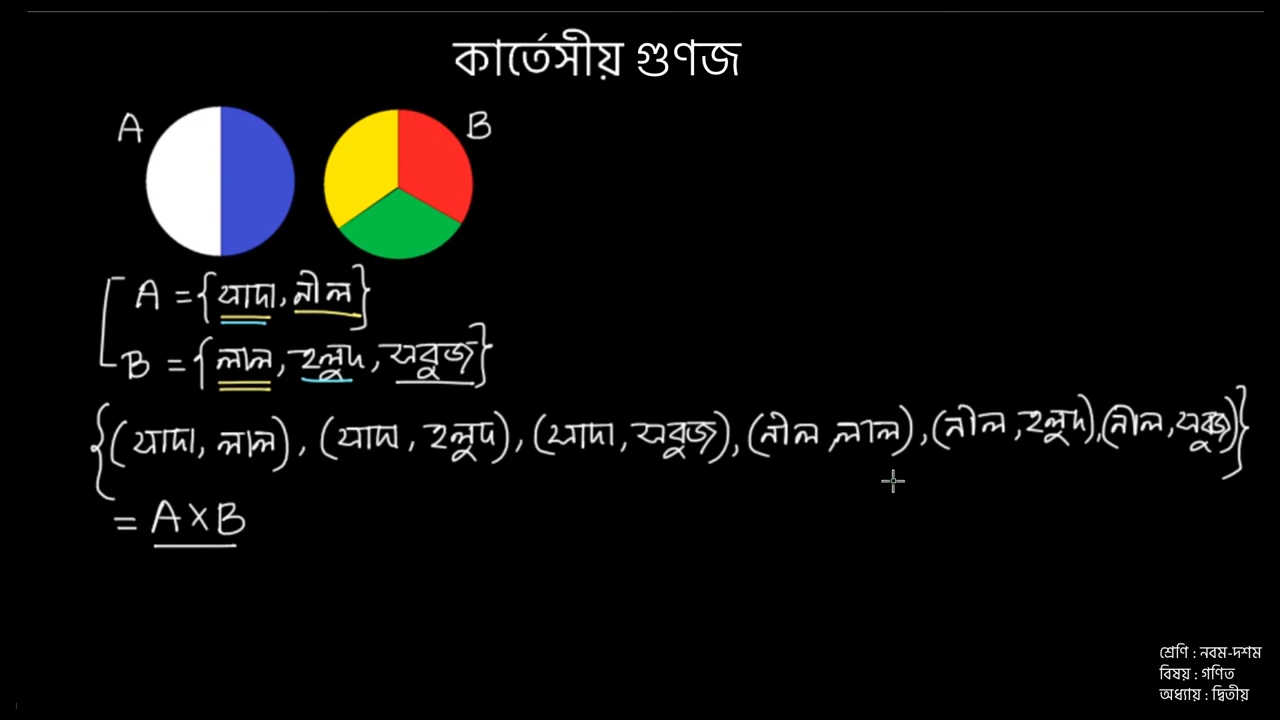 কার্তেসীয় গুণজ
A
B
A = {সাদা, নীল}
B = {লাল, হলুদ, সবুজ}
{(সাদা, লাল), (সাদা, হলুদ), (সাদা, সবুজ), (নীল, লাল), (নীল, হলুদ), (নীল, সবুজ)}
= A × B
শ্রেণি : নবম-দশম
বিষয় : গণিত
অধ্যায় : দ্বিতীয়